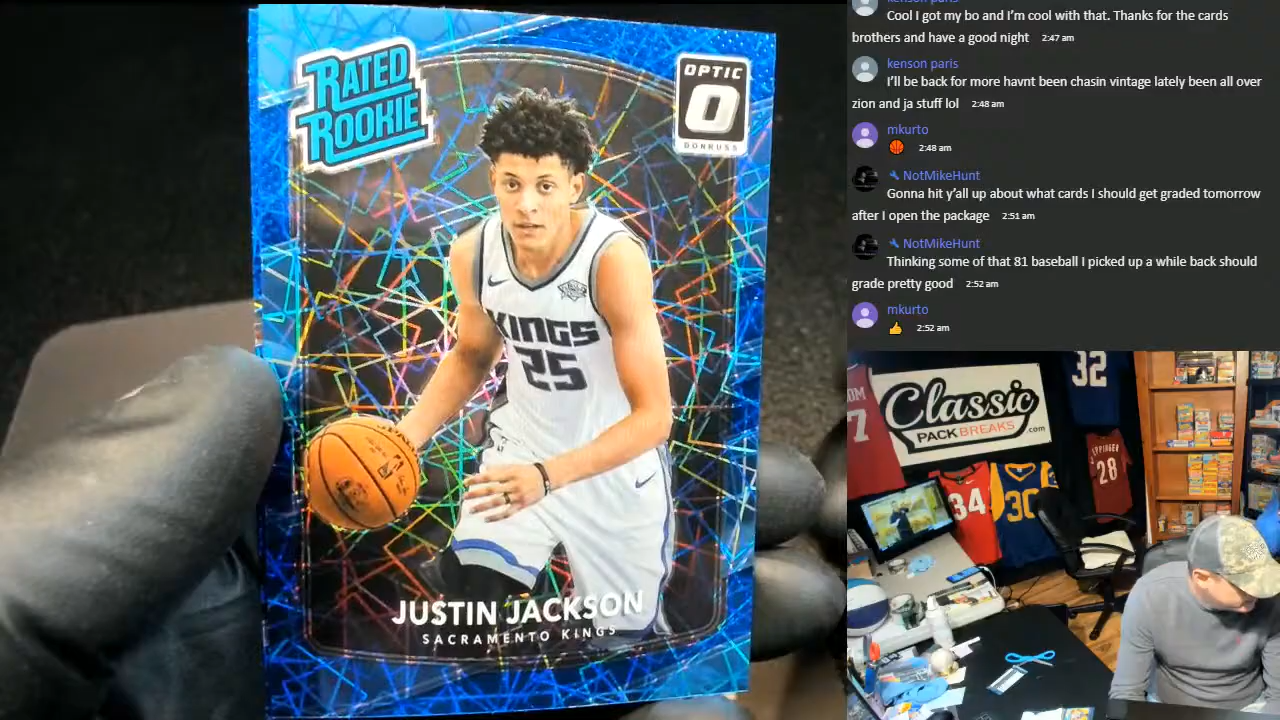 RATED
ROOKIE
OPTIC
O
DONRUSS
KINGS
25
JUSTIN JACKSON
SACRAMENTO KINGS
kenson paris
Cool I got my bo and I'm cool with that. Thanks for the cards
brothers and have a good night 2:47 am
kenson paris
I'll be back for more havnt been chasin vintage lately been all over
zion and ja stuff lol 2:48 am
mkurto
2:48 am
NotMikeHunt
Gonna hit y'all up about what cards I should get graded tomorrow
after I open the package 2:51 am
NotMikeHunt
Thinking some of that 81 baseball I picked up a while back should
grade pretty good 2:52 am
mkurto
2:52 am
Classic
PACK BREAKS.com
32
7
34
30
28